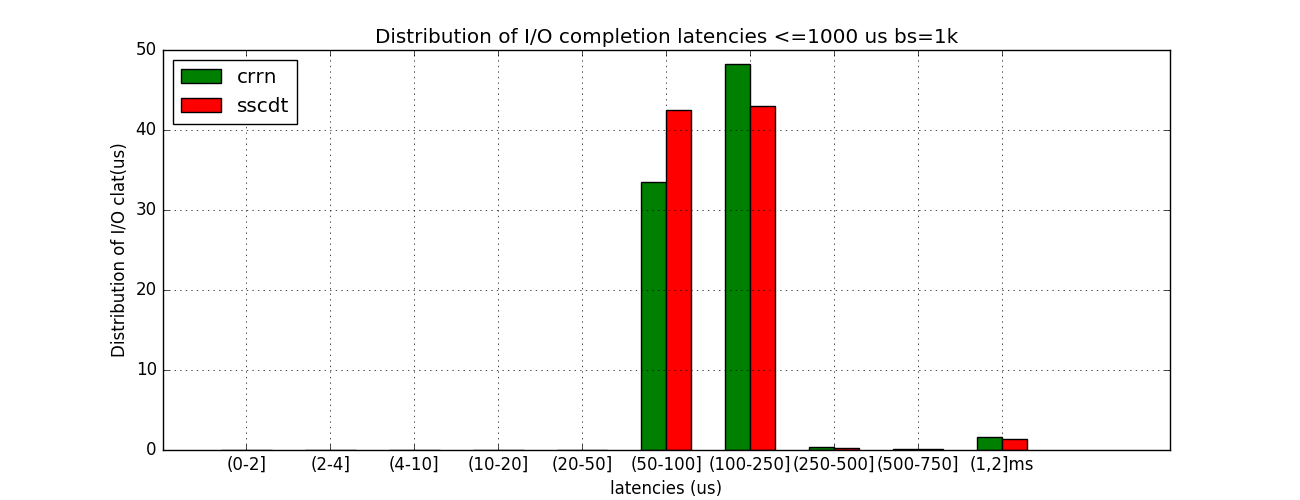 Distribution of I/O completion latencies <=1000 us bs=1k
50
40
30
20
10
0
Distribution of I/O clat(us)
crrn
sscdt
(0-2] (2-4] (4-10] (10-20] (20-50] (50-100] (100-250] (250-500] (500-750] (1,2]ms
latencies (us)